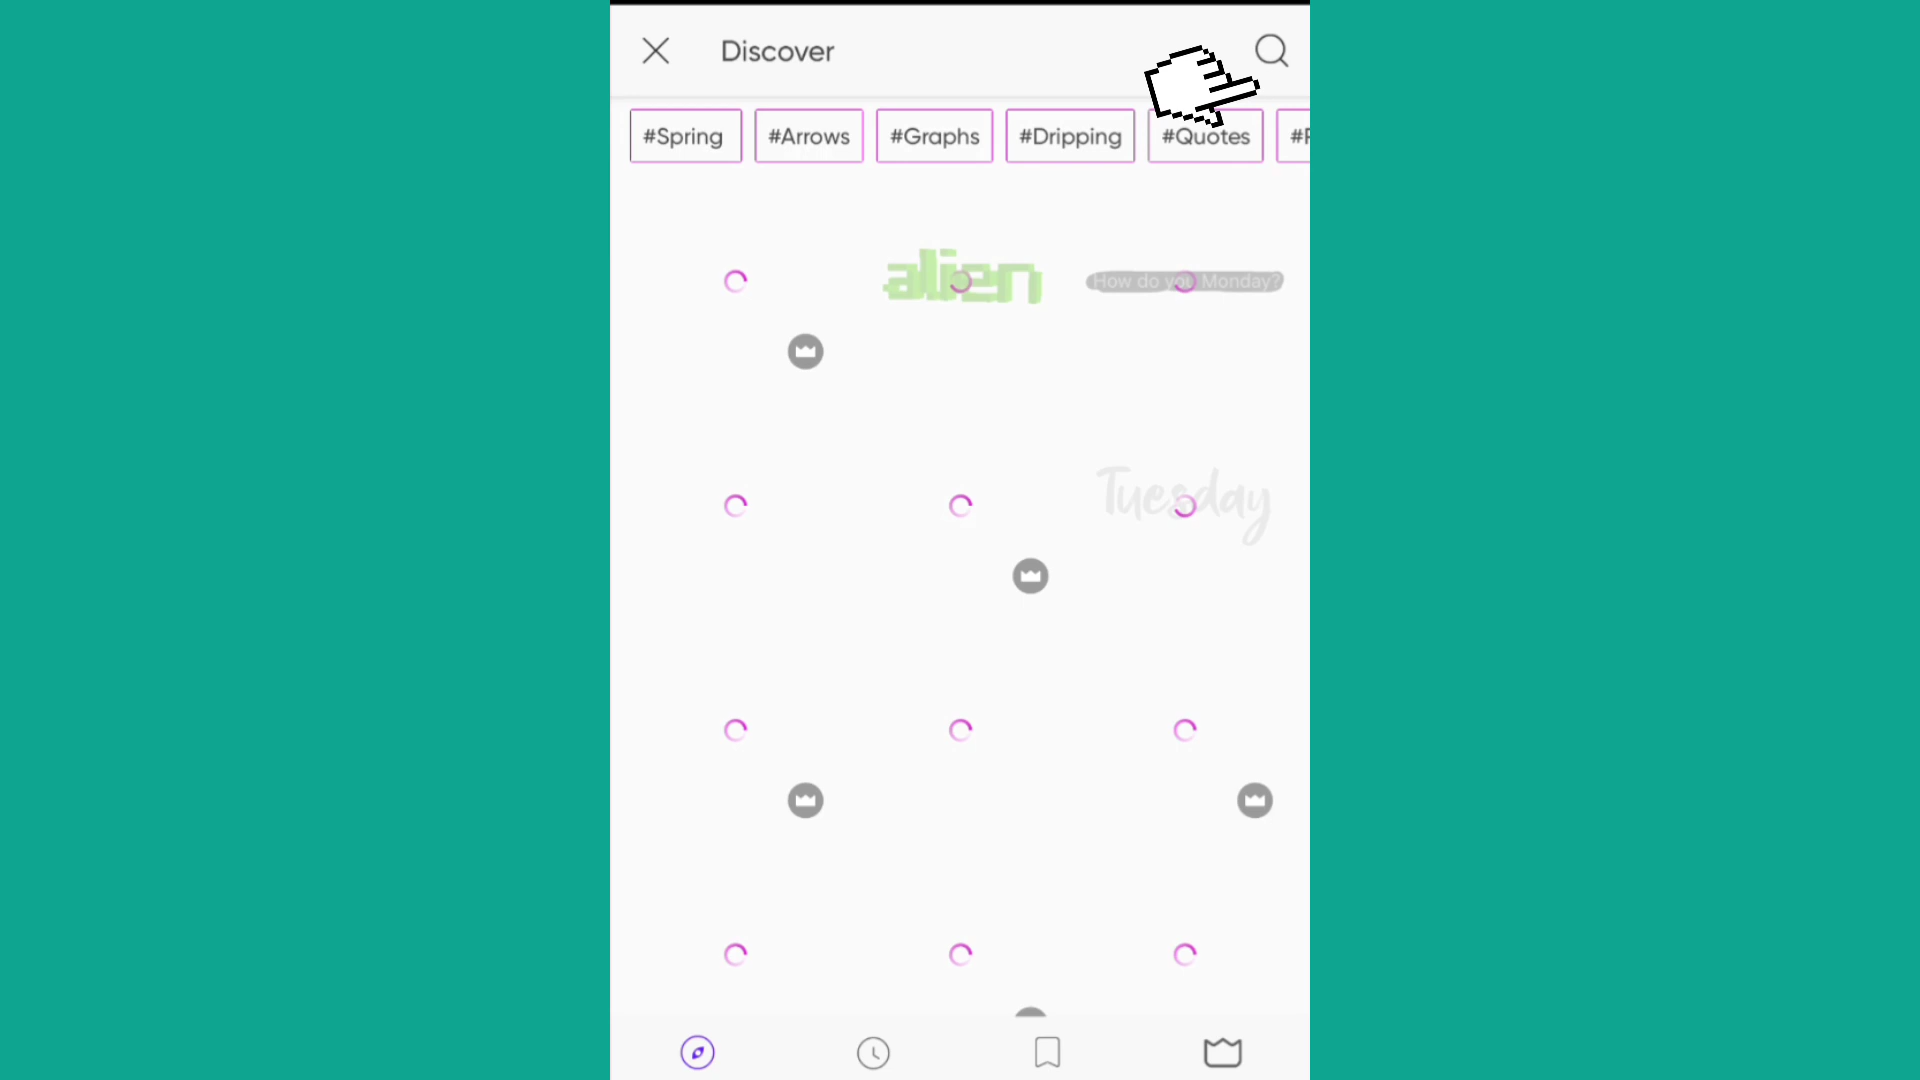 Discover
#Spring #Arrows #Graphs #Dripping #Quotes
alien
How do you Monday?
Tuesday